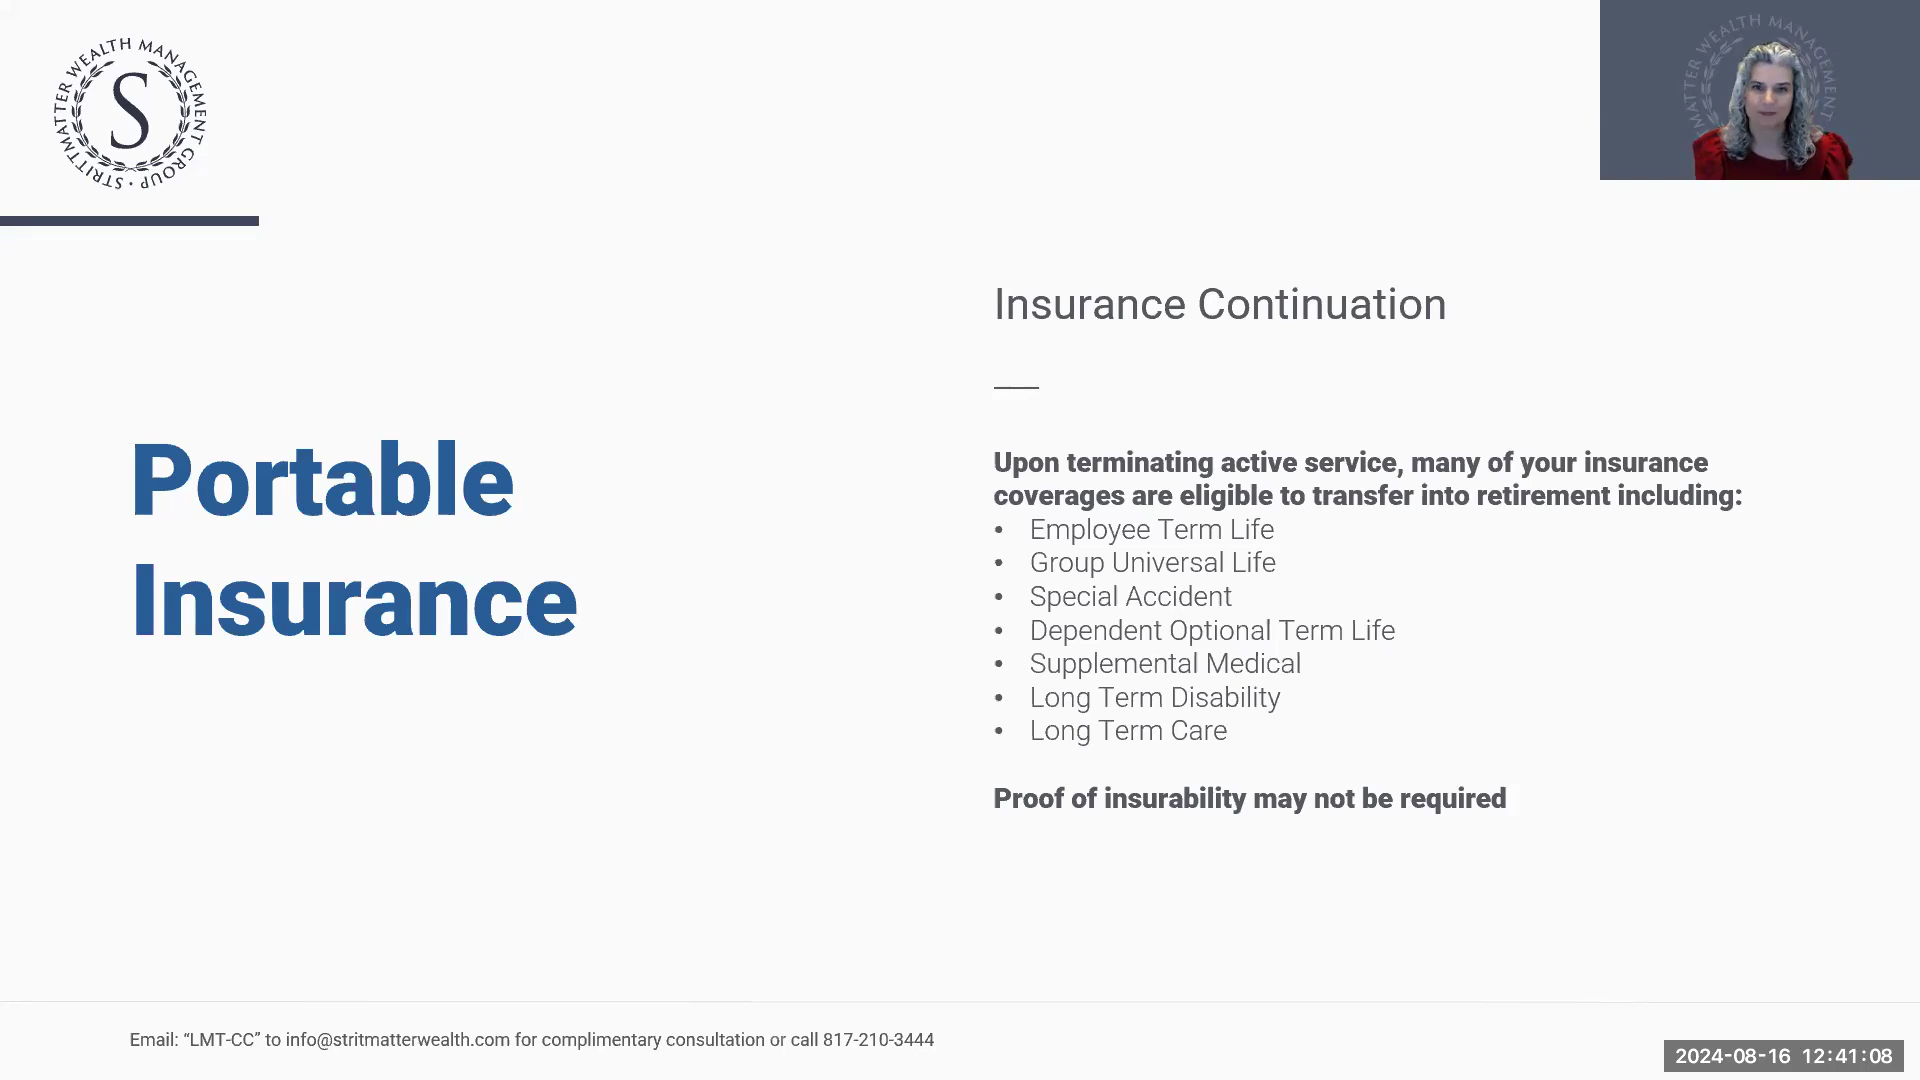 STRITTMATTER WEALTH MANAGEMENT GROUP
S
MATTER WEALTH MANAGEMENT
Insurance Continuation
Portable
Insurance
Upon terminating active service, many of your insurance
coverages are eligible to transfer into retirement including:
• Employee Term Life
• Group Universal Life
• Special Accident
• Dependent Optional Term Life
• Supplemental Medical
• Long Term Disability
• Long Term Care
Proof of insurability may not be required
Email: “LMT-CC” to info@stritmatterwealth.com for complimentary consultation or call 817-210-3444
2024-08-16 12:41:08